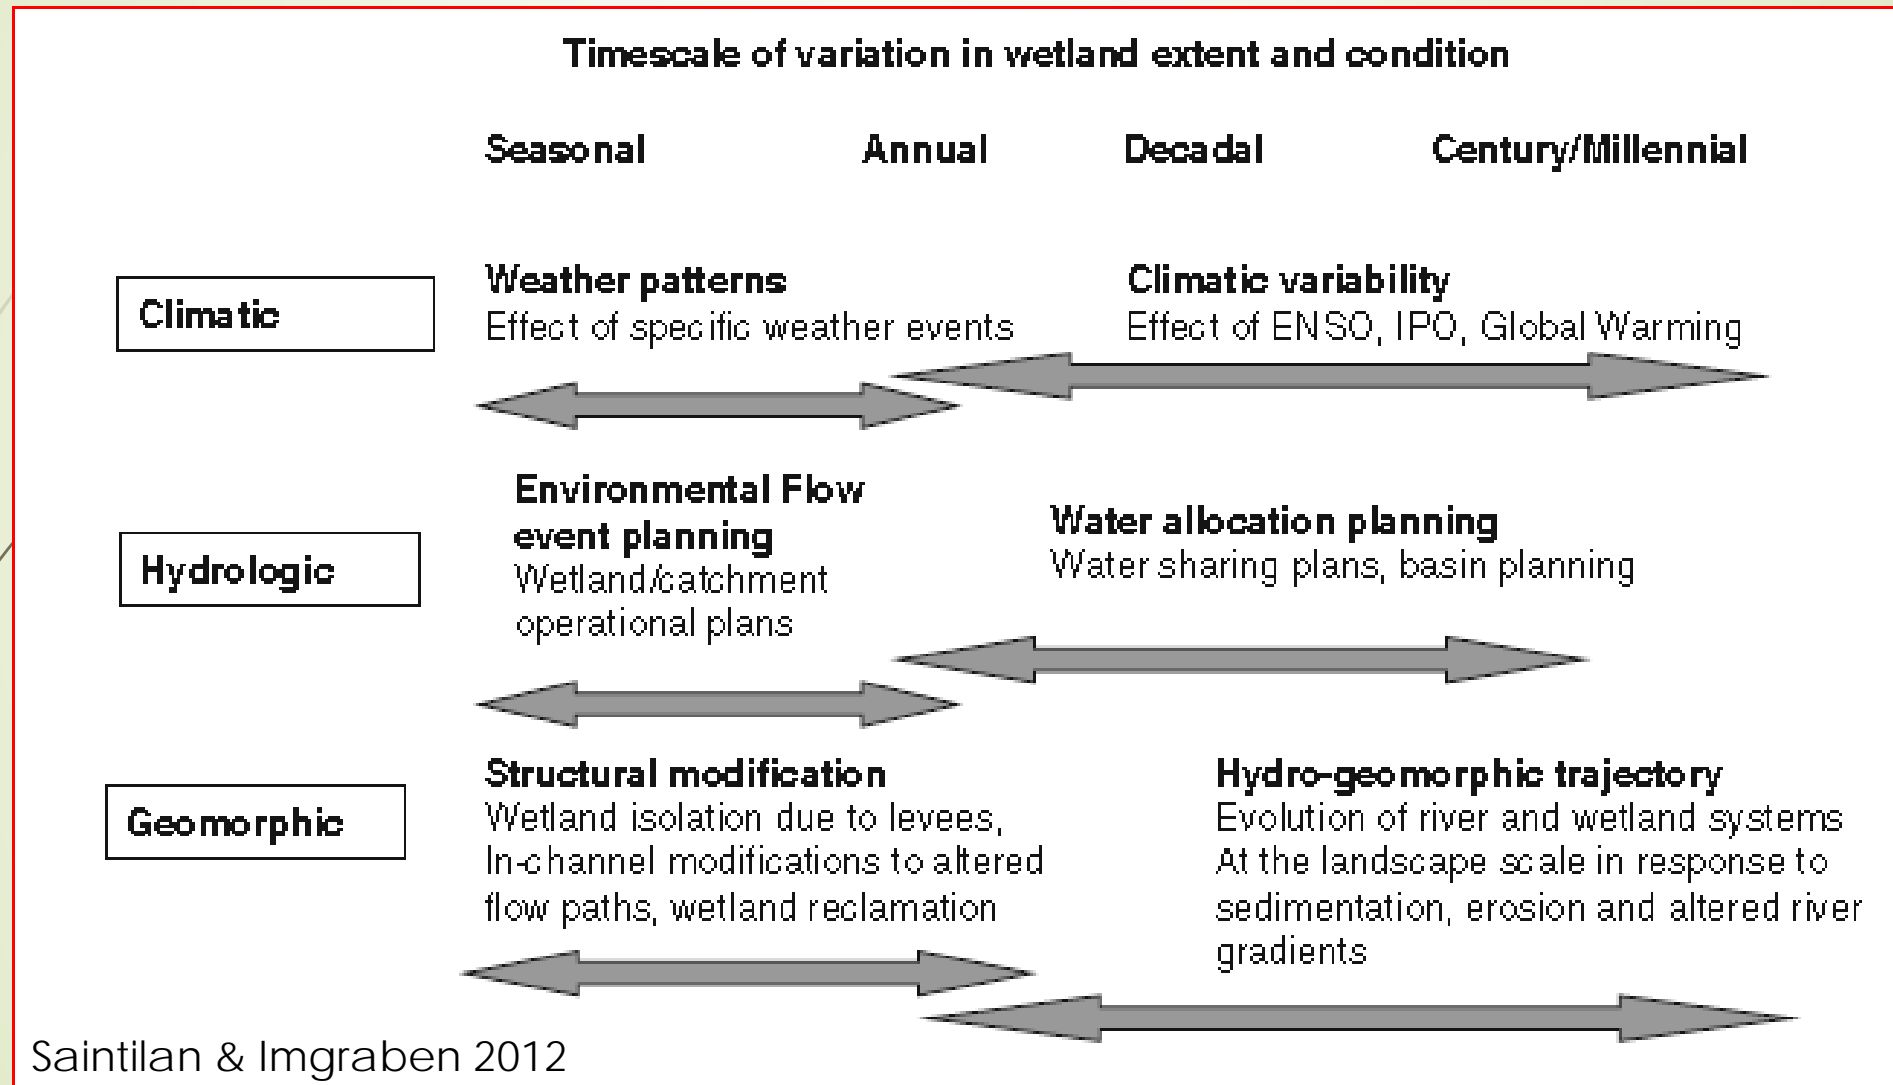 Timescale of variation in wetland extent and condition
Seasonal Annual Decadal Century/Millennial
Climatic
Weather patterns
Effect of specific weather events
Climatic variability
Effect of ENSO, IPO, Global Warming
Hydrologic
Environmental Flow
event planning
Wetland/catchment
operational plans
Water allocation planning
Water sharing plans, basin planning
Geomorphic
Structural modification
Wetland isolation due to levees,
In-channel modifications to altered
flow paths, wetland reclamation
Hydro-geomorphic trajectory
Evolution of river and wetland systems
At the landscape scale in response to
sedimentation, erosion and altered river
gradients
Saintilan & Imgraben 2012